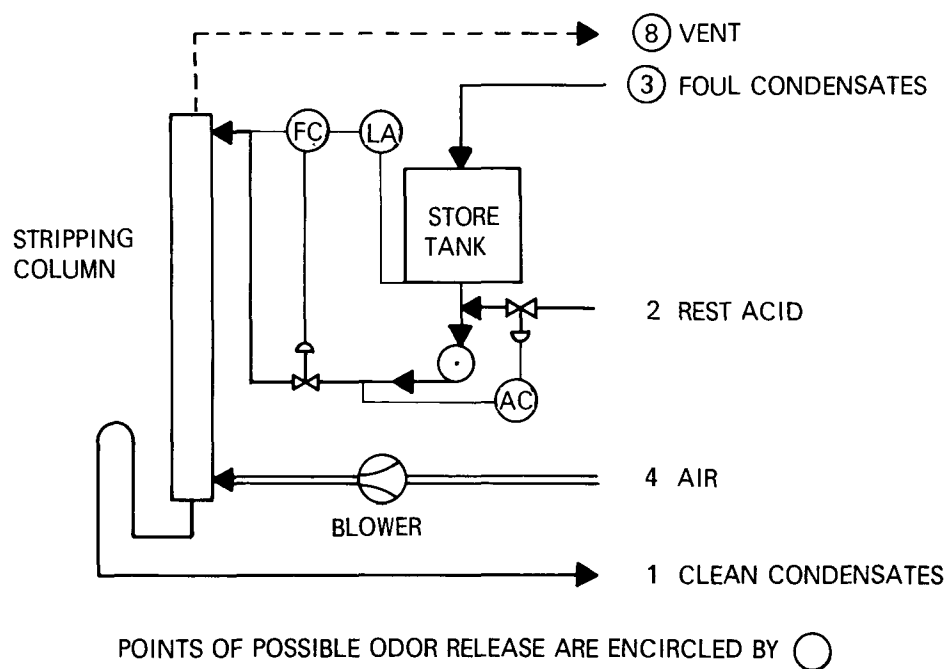 8 VENT
3 FOUL CONDENSATES
FC
LA
STORE
TANK
STRIPPING
COLUMN
2 REST ACID
AC
4 AIR
BLOWER
1 CLEAN CONDENSATES
POINTS OF POSSIBLE ODOR RELEASE ARE ENCIRCLED BY